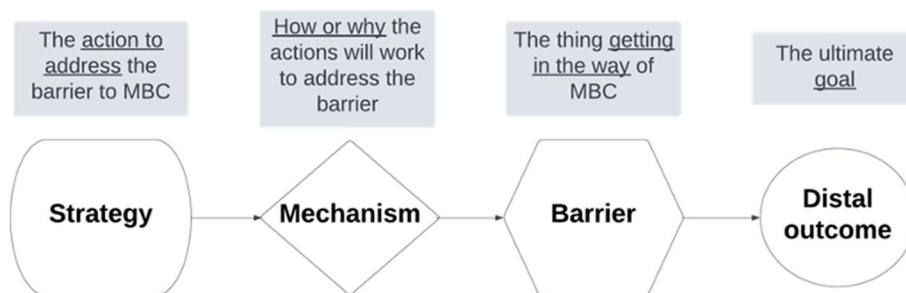 The action to
address the
barrier to MBC
How or why the
actions will work
to address the
barrier
The thing getting
in the way of
MBC
The ultimate
goal
Strategy
Mechanism
Barrier
Distal
outcome